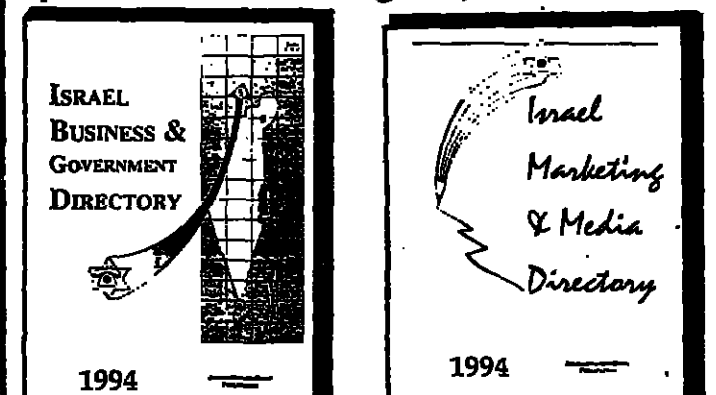 ISRAEL
BUSINESS &
GOVERNMENT
DIRECTORY
1994
Israel
Marketing
& Media
Directory
1994